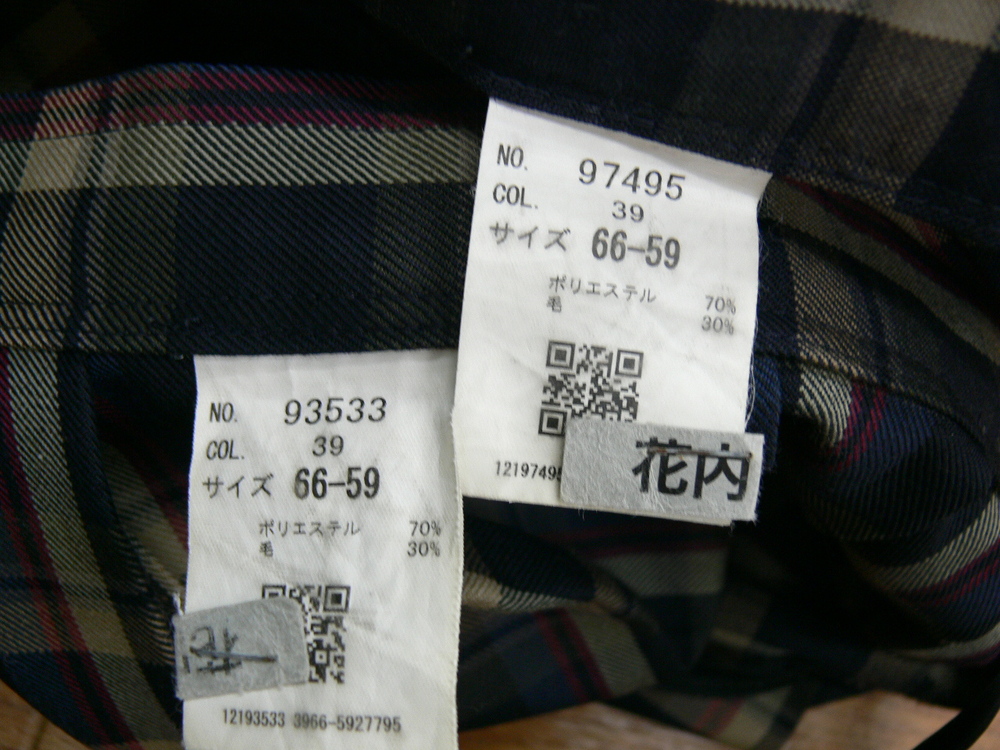 NO. 97495
COL. 39
サイズ 66-59
ポリエステル 70%
毛 30%
花内
NO. 93533
COL. 39
サイズ 66-59
ポリエステル 70%
毛 30%
12193533 3966-5927795